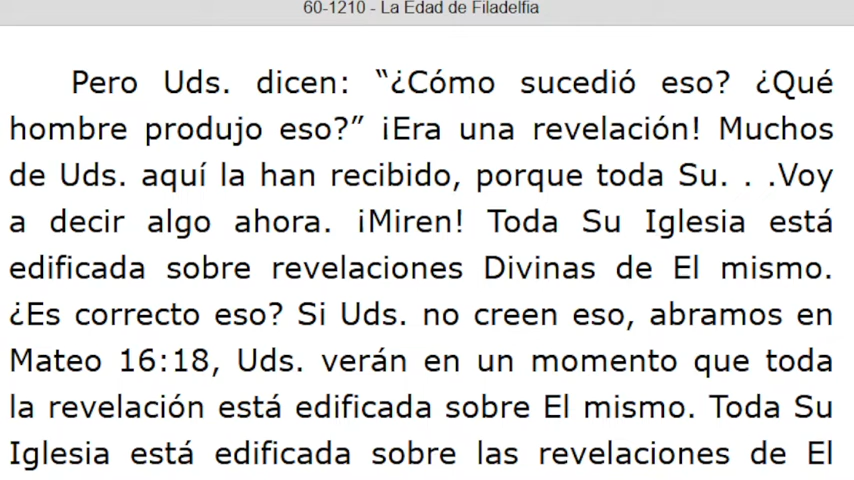 60-1210 - La Edad de Filadelfia
Pero Uds. dicen: “¿Cómo sucedió eso? ¿Qué
hombre produjo eso?” ¡Era una revelación! Muchos
de Uds. aquí la han recibido, porque toda Su. . .Voy
a decir algo ahora. ¡Miren! Toda Su Iglesia está
edificada sobre revelaciones Divinas de El mismo.
¿Es correcto eso? Si Uds. no creen eso, abramos en
Mateo 16:18, Uds. verán en un momento que toda
la revelación está edificada sobre El mismo. Toda Su
Iglesia está edificada sobre las revelaciones de El